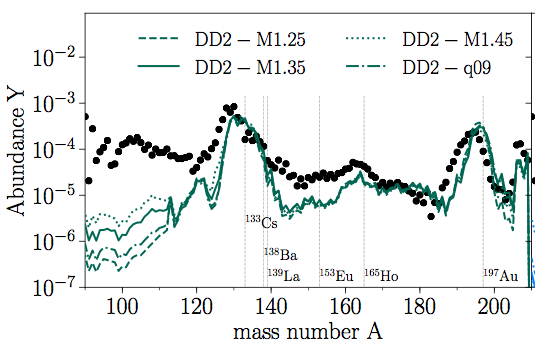 DD2 − M1.25
DD2 − M1.45
DD2 − M1.35
DD2 − q09
Abundance Y
10⁻²
10⁻³
10⁻⁴
10⁻⁵
10⁻⁶
10⁻⁷
¹³³Cs
¹³⁸Ba
¹³⁹La
¹⁵³Eu
¹⁶⁵Ho
¹⁹⁷Au
100 120 140 160 180 200
mass number A